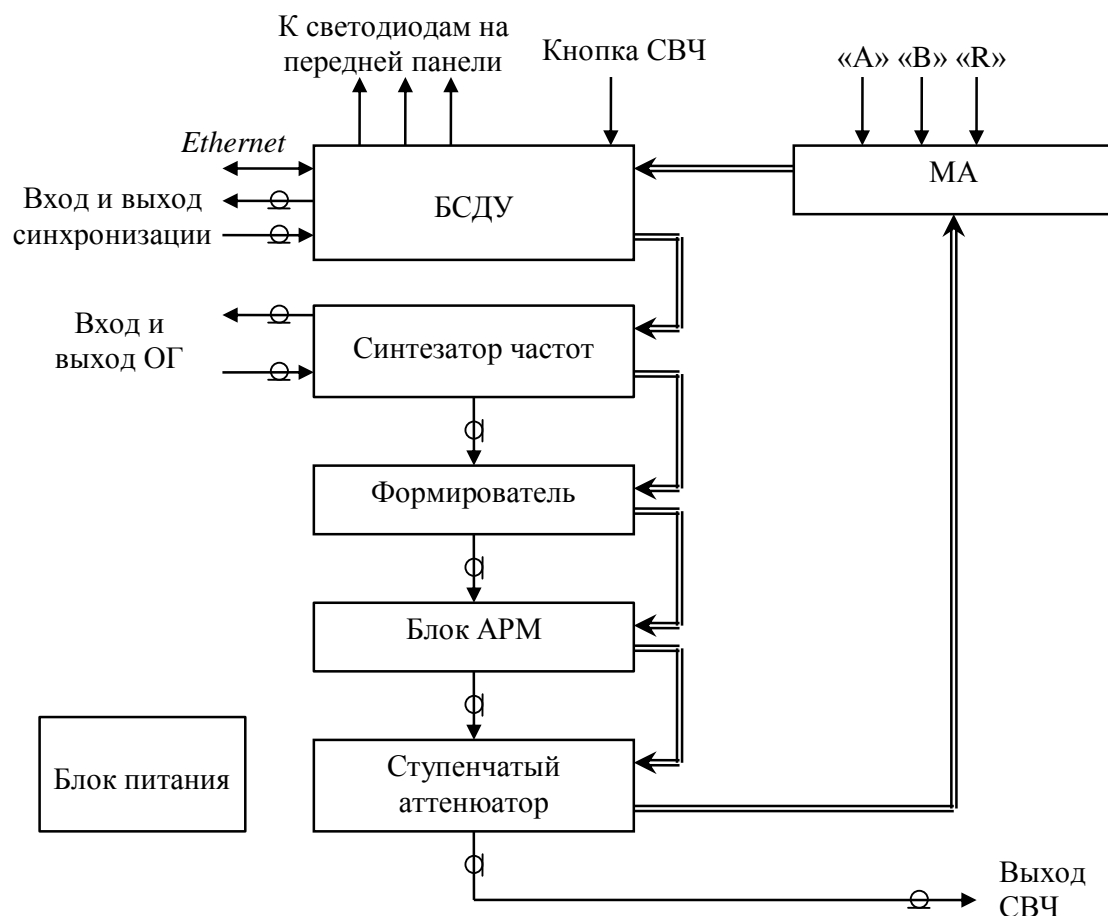 К светодиодам на
передней панели
Кнопка СВЧ
«A» «B» «R»
Ethernet
БСДУ
МА
Вход и выход
синхронизации
Вход и
выход ОГ
Синтезатор частот
Формирователь
Блок АРМ
Блок питания
Ступенчатый
аттенюатор
Выход
СВЧ